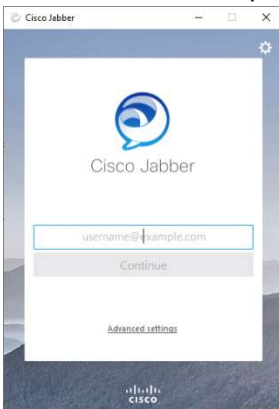 Cisco Jabber
Cisco Jabber
username@example.com
Continue
Advanced settings
cisco